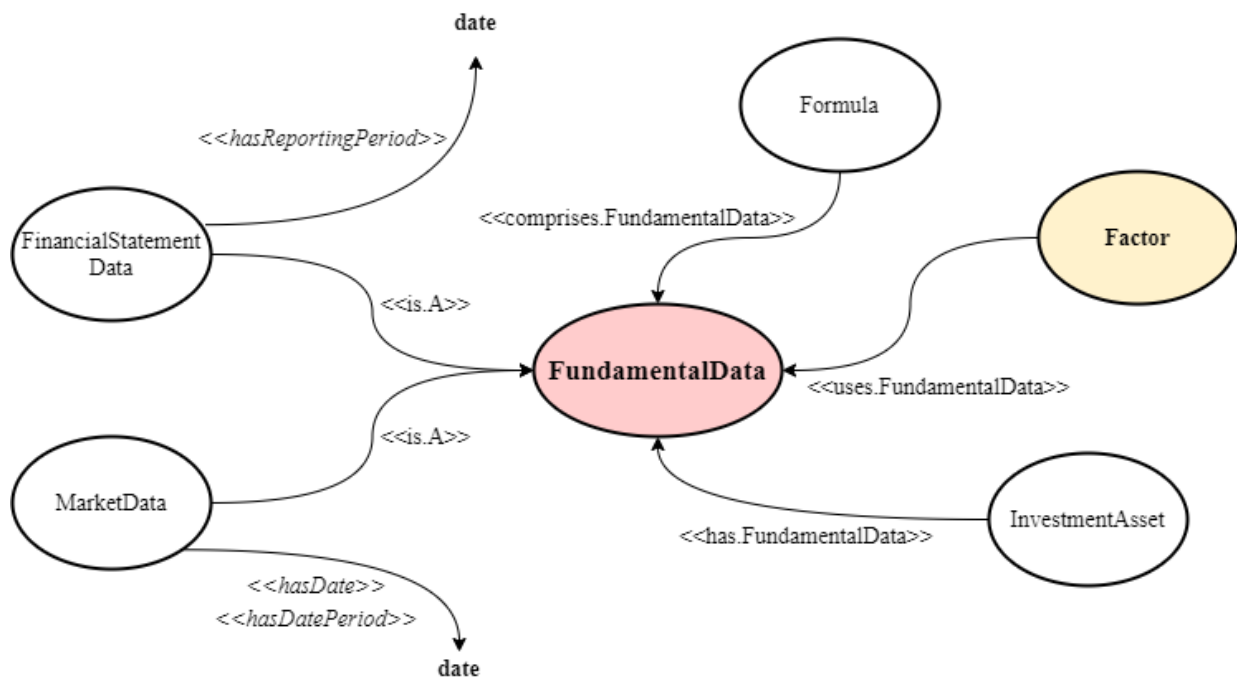 date
Formula
<<hasReportingPeriod>>
<<comprises.FundamentalData>>
FinancialStatement
Data
Factor
<<is.A>>
FundamentalData
<<uses.FundamentalData>>
<<is.A>>
MarketData
InvestmentAsset
<<has.FundamentalData>>
<<hasDate>>
<<hasDatePeriod>>
date